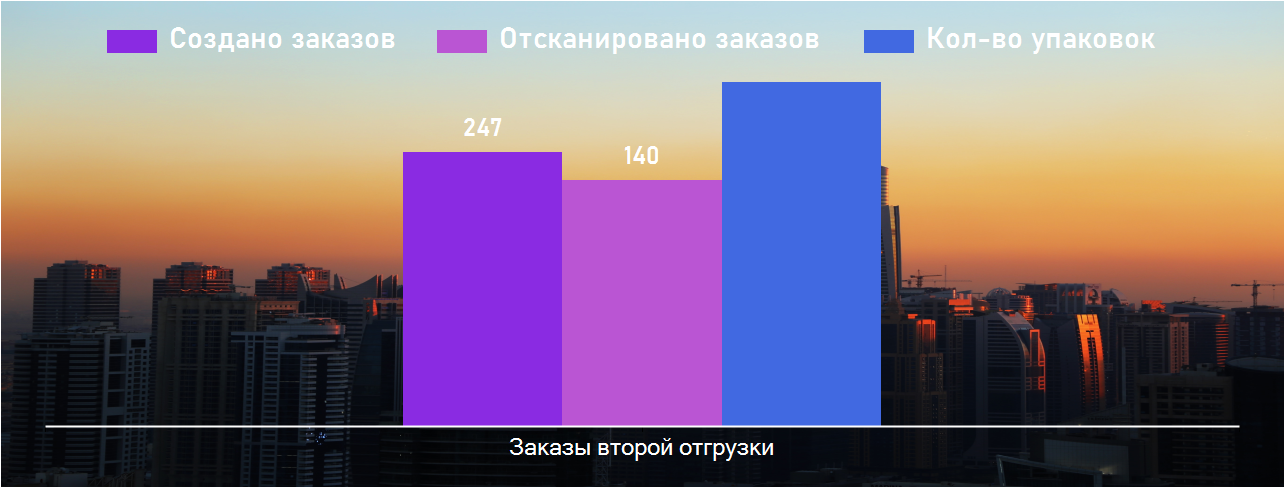 Создано заказов Отсканировано заказов Кол-во упаковок
247
140
Заказы второй отгрузки